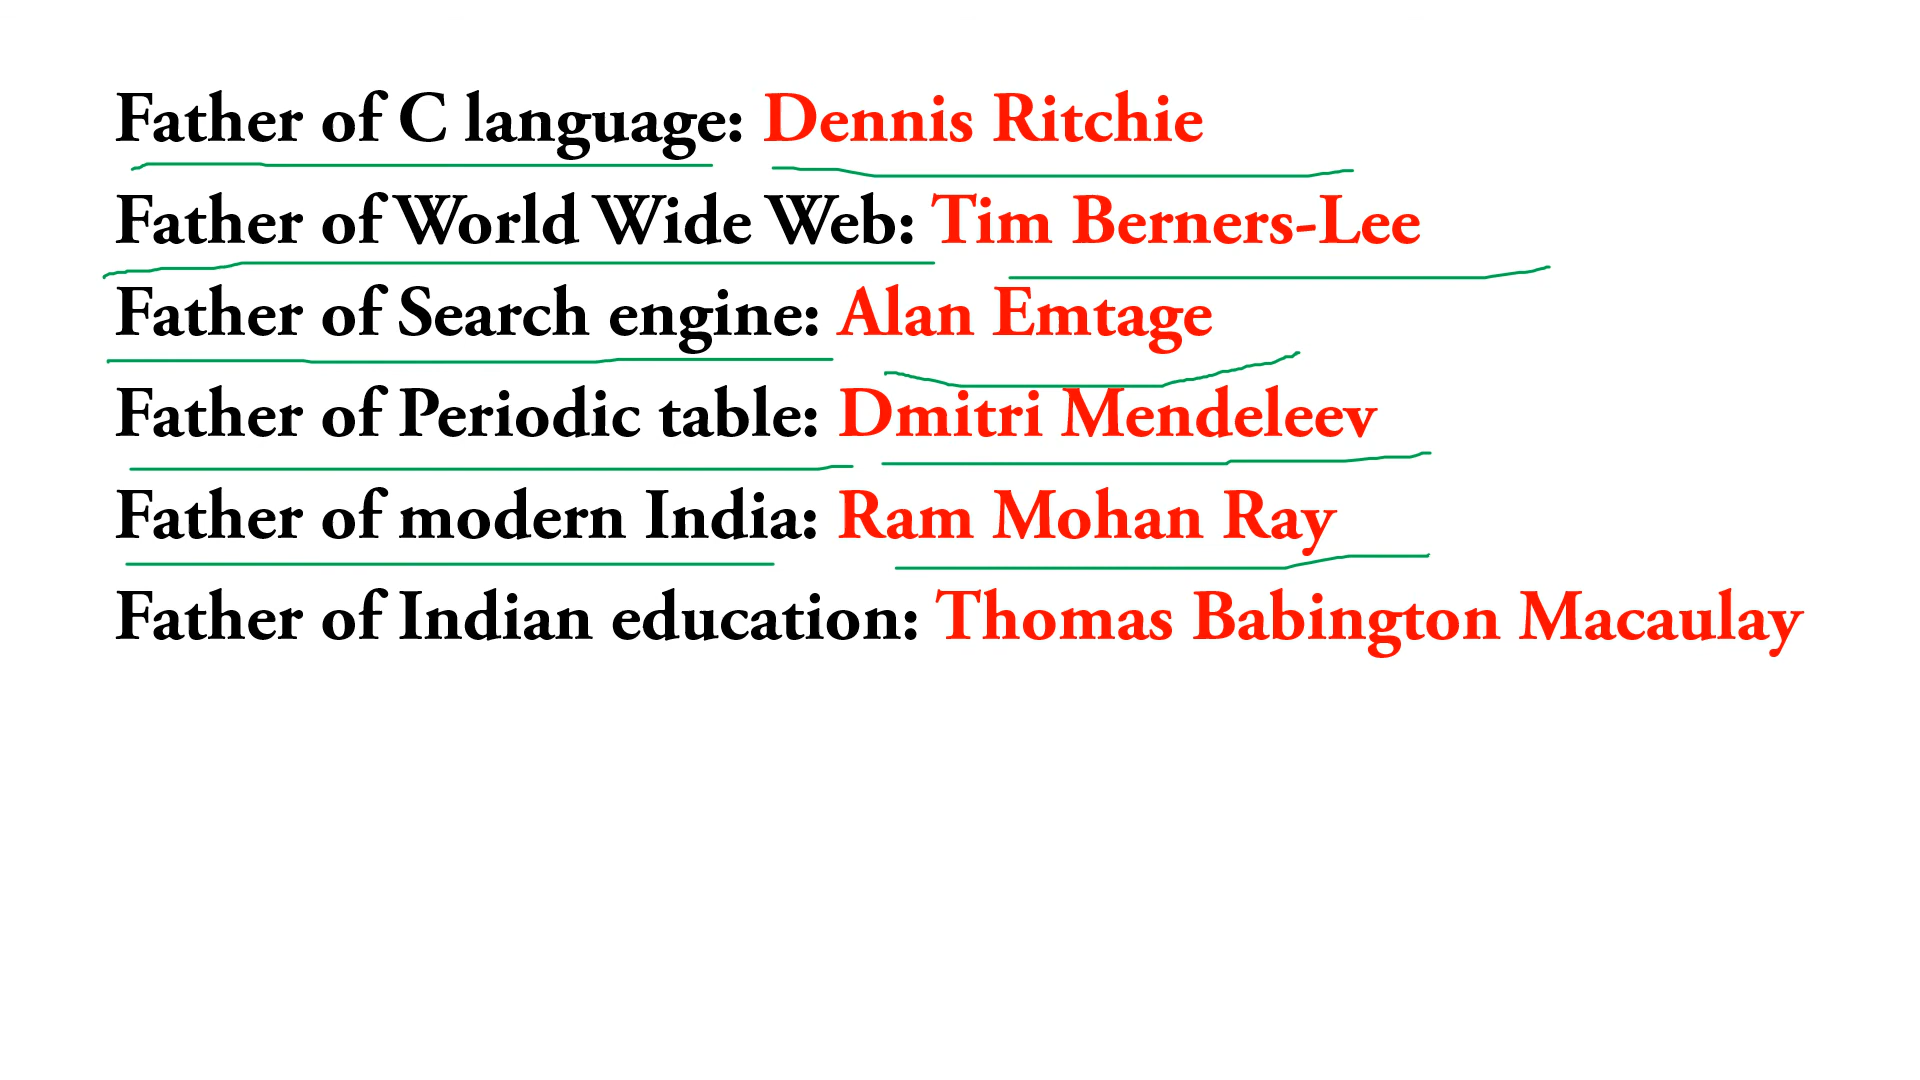 Father of C language: Dennis Ritchie
Father of World Wide Web: Tim Berners-Lee
Father of Search engine: Alan Emtage
Father of Periodic table: Dmitri Mendeleev
Father of modern India: Ram Mohan Ray
Father of Indian education: Thomas Babington Macaulay